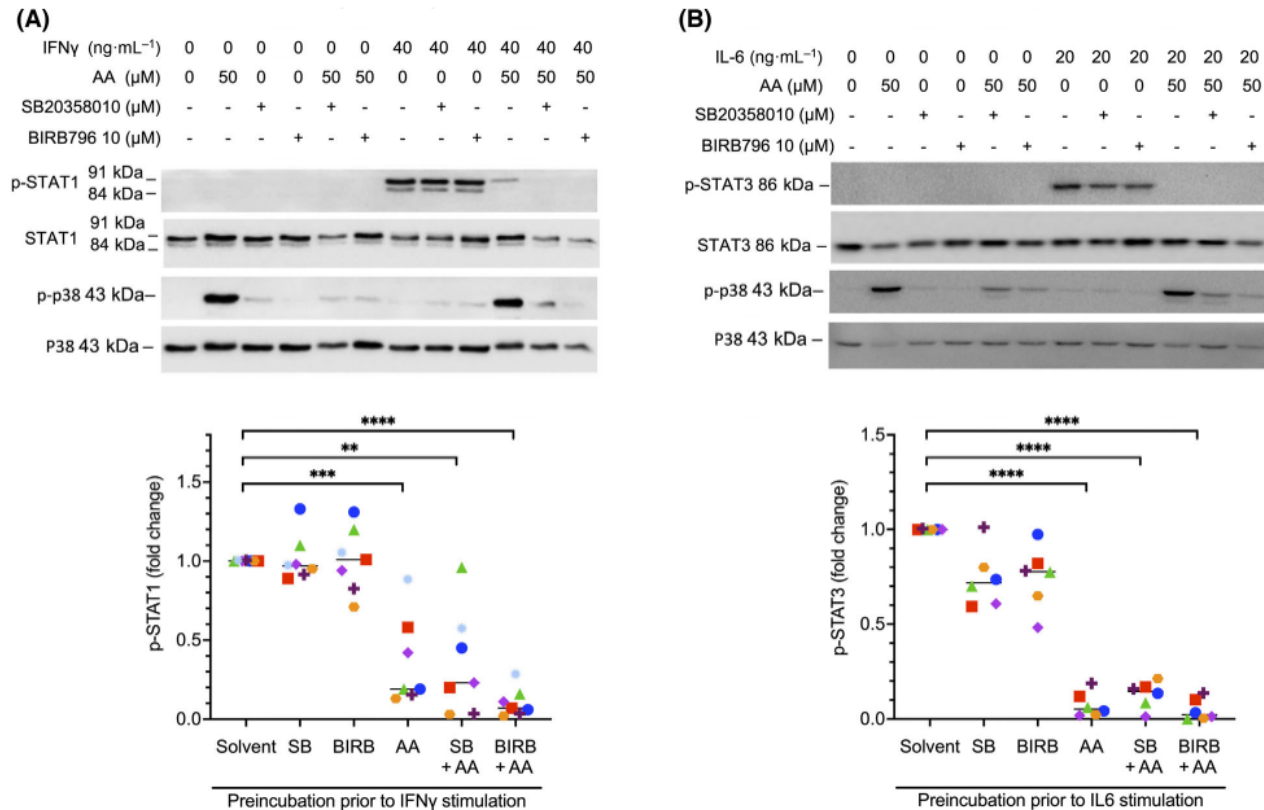 (A)
IFNγ (ng·mL⁻¹) 0 0 0 0 0 0 40 40 40 40 40 40
AA (µM) 0 50 0 0 50 50 0 0 0 50 50 50
SB20358010 (µM) - - + - + - - + - - + -
BIRB796 10 (µM) - - - + - + - - + - - +
p-STAT1 91 kDa
84 kDa
STAT1 91 kDa
84 kDa
p-p38 43 kDa
P38 43 kDa
****
**
***
p-STAT1 (fold change)
1.5
1.0
0.5
0.0
Solvent SB BIRB AA SB + AA BIRB + AA
Preincubation prior to IFNγ stimulation
(B)
IL-6 (ng·mL⁻¹) 0 0 0 0 0 0 20 20 20 20 20 20
AA (µM) 0 50 0 0 50 50 0 0 0 50 50 50
SB20358010 (µM) - - + - + - - + - - + -
BIRB796 10 (µM) - - - + - + - - + - - +
p-STAT3 86 kDa
STAT3 86 kDa
p-p38 43 kDa
P38 43 kDa
****
****
****
p-STAT3 (fold change)
1.5
1.0
0.5
0.0
Solvent SB BIRB AA SB + AA BIRB + AA
Preincubation prior to IL6 stimulation